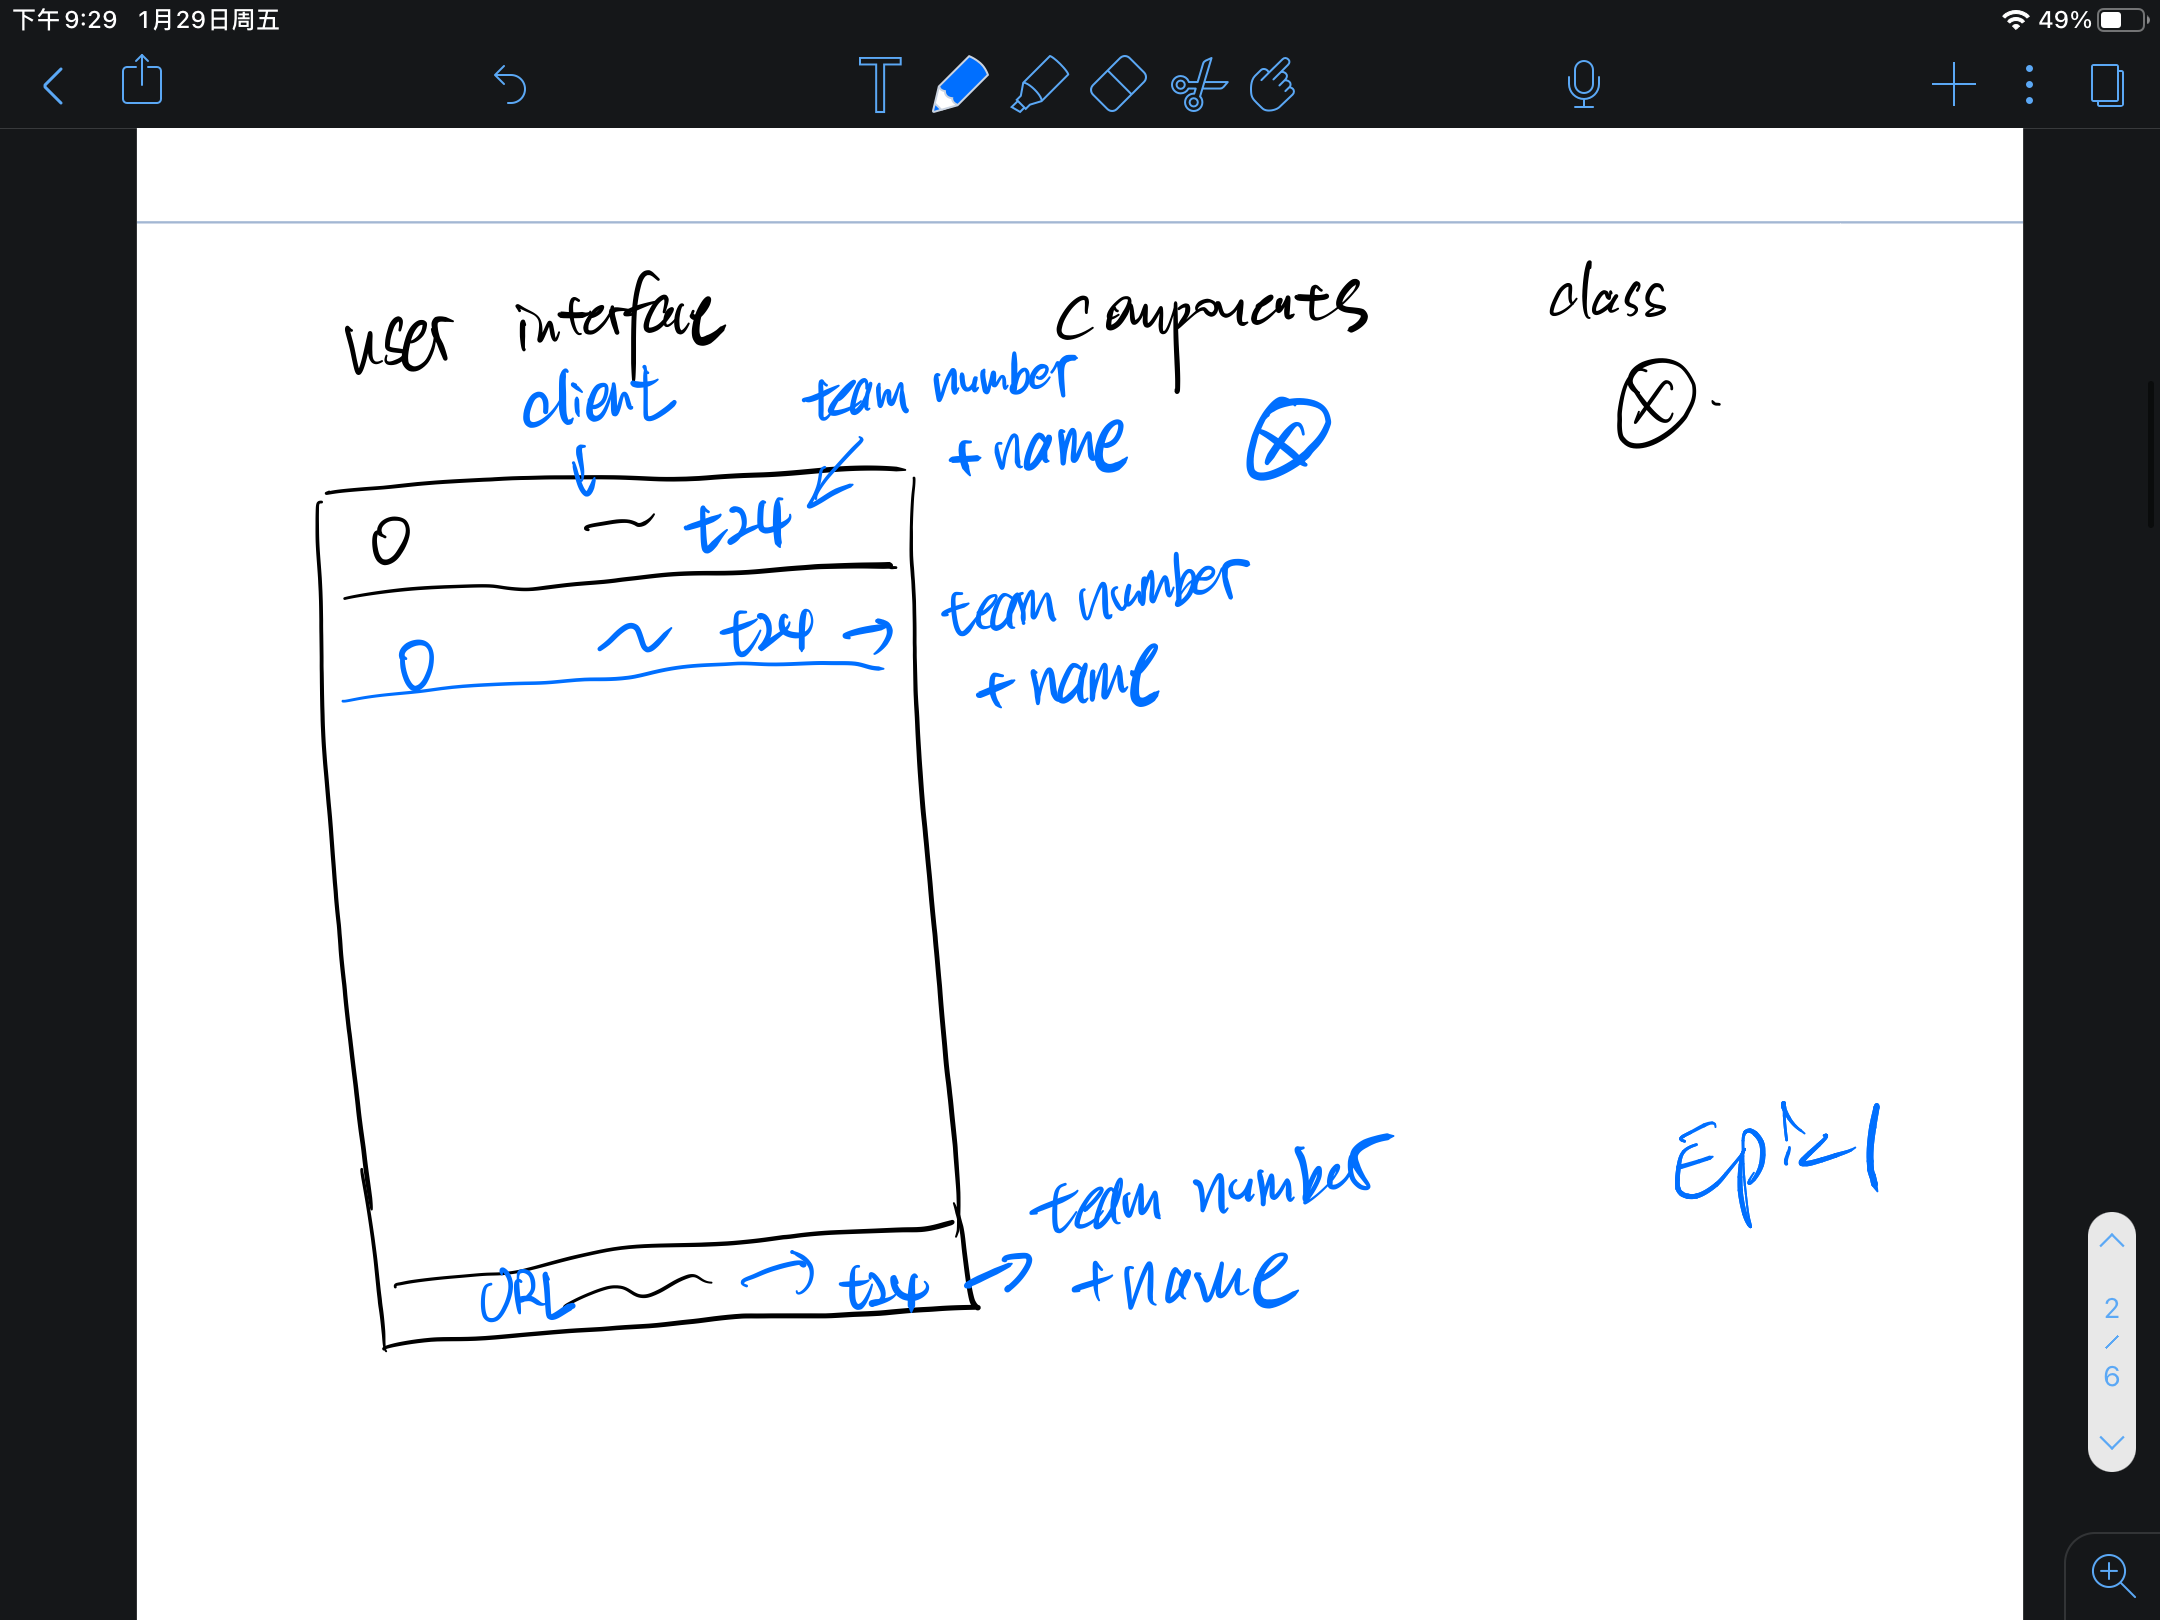 下午9:29 1月29日周五 49%
T
user interface components class
client team number
+name
t24
t24 team number
+name
team number
URL t24 +name
2
/
6